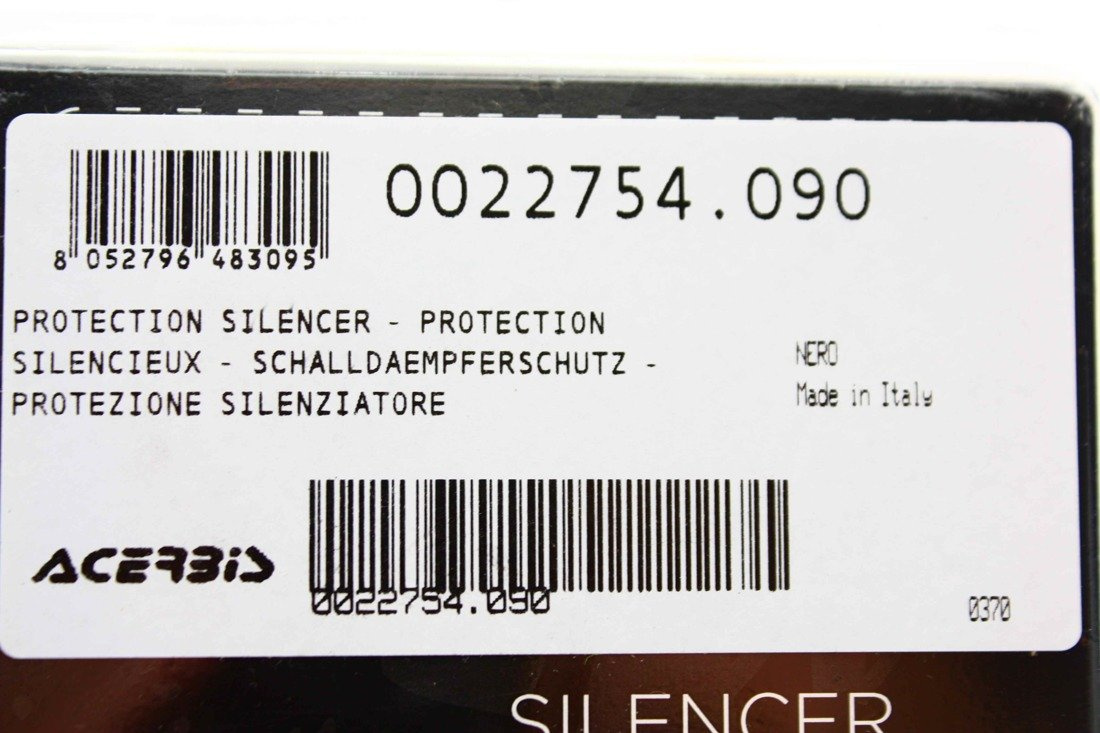 0022754.090
8 052796 483095
PROTECTION SILENCER - PROTECTION
SILENCIEUX - SCHALLDAEMPFERSCHUTZ -
PROTEZIONE SILENZIATORE
NERO
Made in Italy
ACERBIS
0022754.090
0370
SILENCER